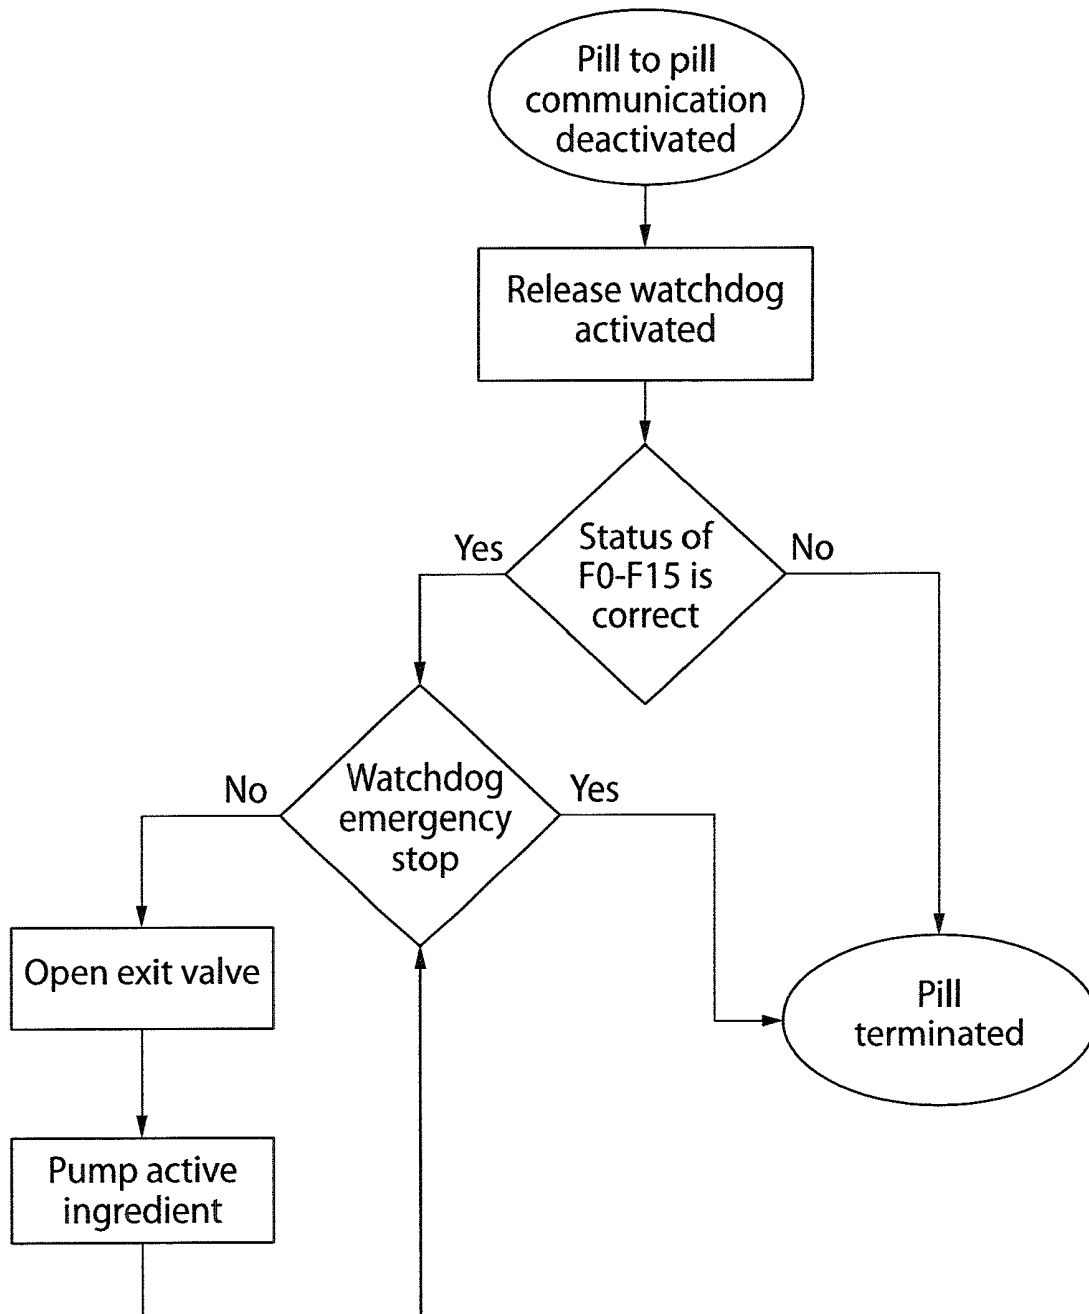 Pill to pill
communication
deactivated
Release watchdog
activated
Yes
Status of
F0-F15 is
correct
No
No
Watchdog
emergency
stop
Yes
Open exit valve
Pill
terminated
Pump active
ingredient